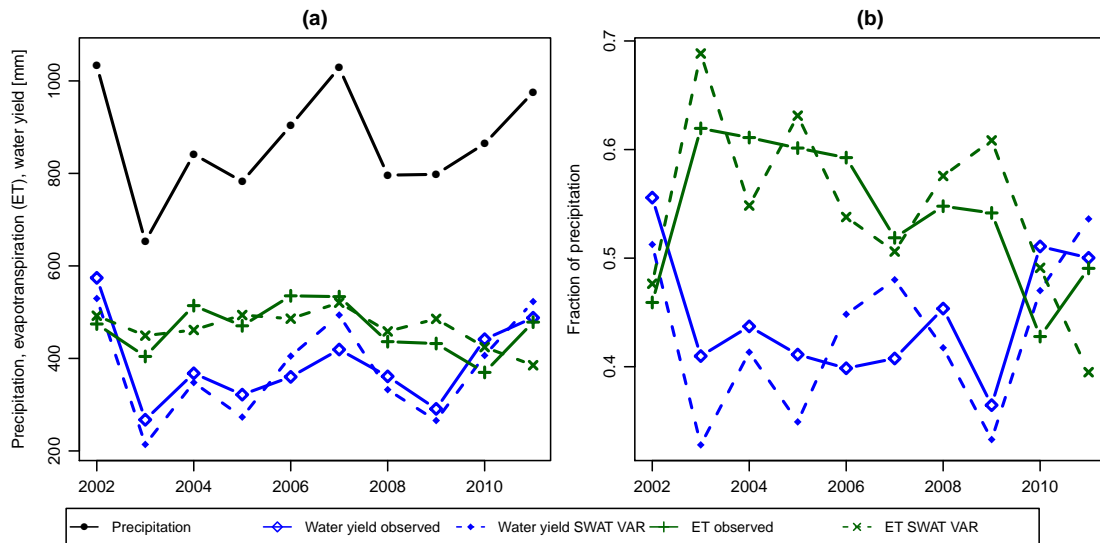 (a)
Precipitation, evapotranspiration (ET), water yield [mm]
1000
800
600
400
200
2002 2004 2006 2008 2010
(b)
Fraction of precipitation
0.7
0.6
0.5
0.4
2002 2004 2006 2008 2010
Precipitation Water yield observed Water yield SWAT VAR ET observed ET SWAT VAR